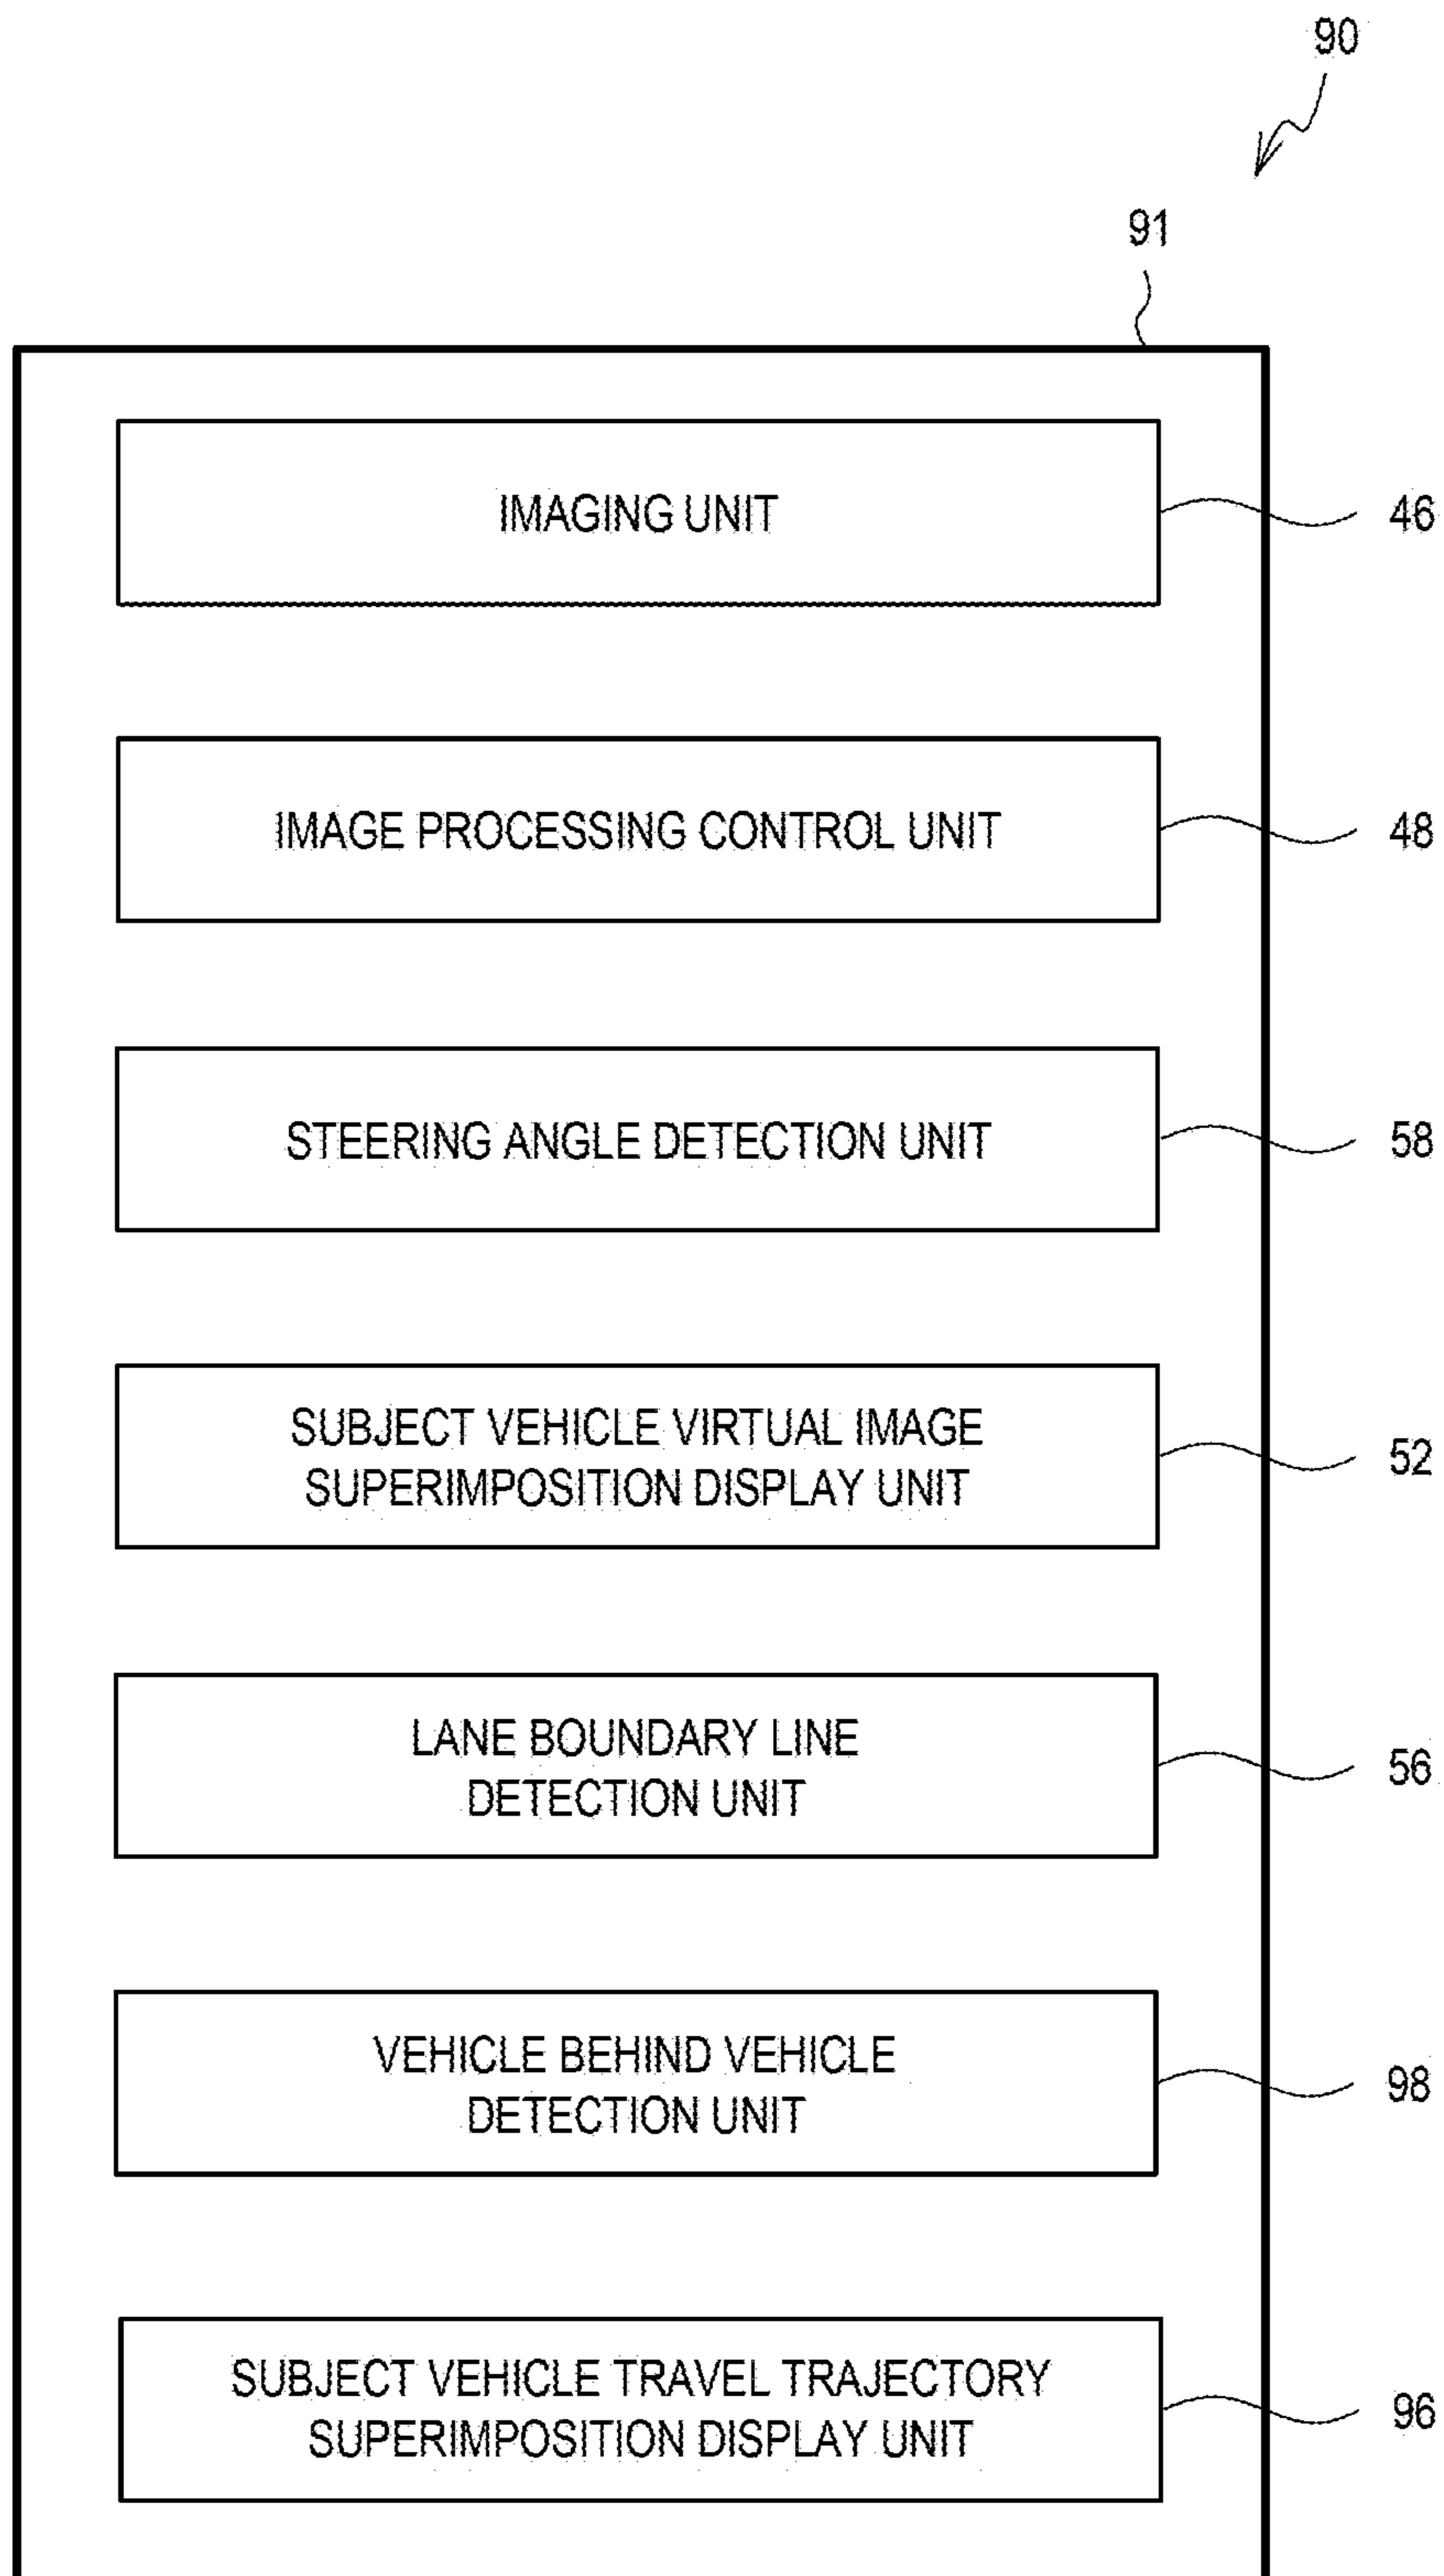 90
91
IMAGING UNIT
46
IMAGE PROCESSING CONTROL UNIT
48
STEERING ANGLE DETECTION UNIT
58
SUBJECT VEHICLE VIRTUAL IMAGE
SUPERIMPOSITION DISPLAY UNIT
52
LANE BOUNDARY LINE
DETECTION UNIT
56
VEHICLE BEHIND VEHICLE
DETECTION UNIT
98
SUBJECT VEHICLE TRAVEL TRAJECTORY
SUPERIMPOSITION DISPLAY UNIT
96